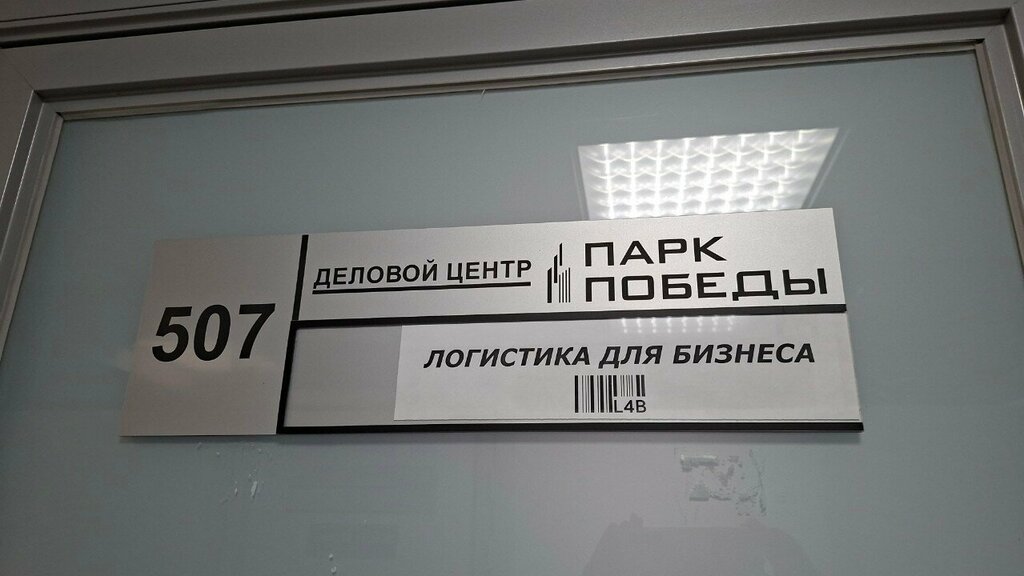 507
ДЕЛОВОЙ ЦЕНТР
ПАРК
ПОБЕДЫ
ЛОГИСТИКА ДЛЯ БИЗНЕСА
L4B